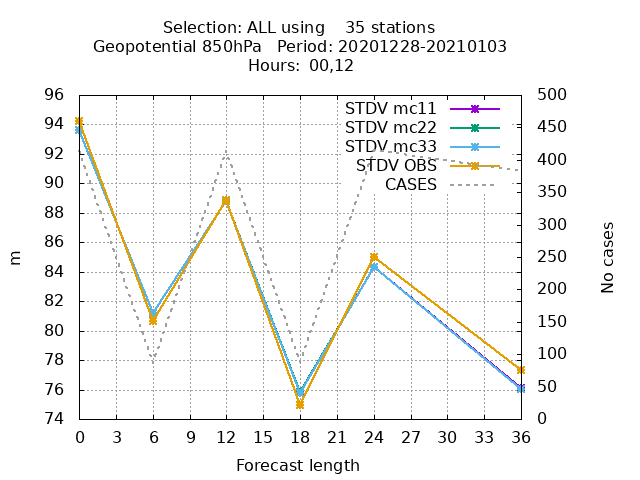 Selection: ALL using    35 stations
Geopotential 850hPa   Period: 20201228-20210103
Hours:  00,12
96
94
92
90
88
86
84
82
80
78
76
74
m
500
450
400
350
300
250
200
150
100
50
0
No cases
STDV mc11
STDV mc22
STDV mc33
STDV OBS
CASES
0 3 6 9 12 15 18 21 24 27 30 33 36
Forecast length